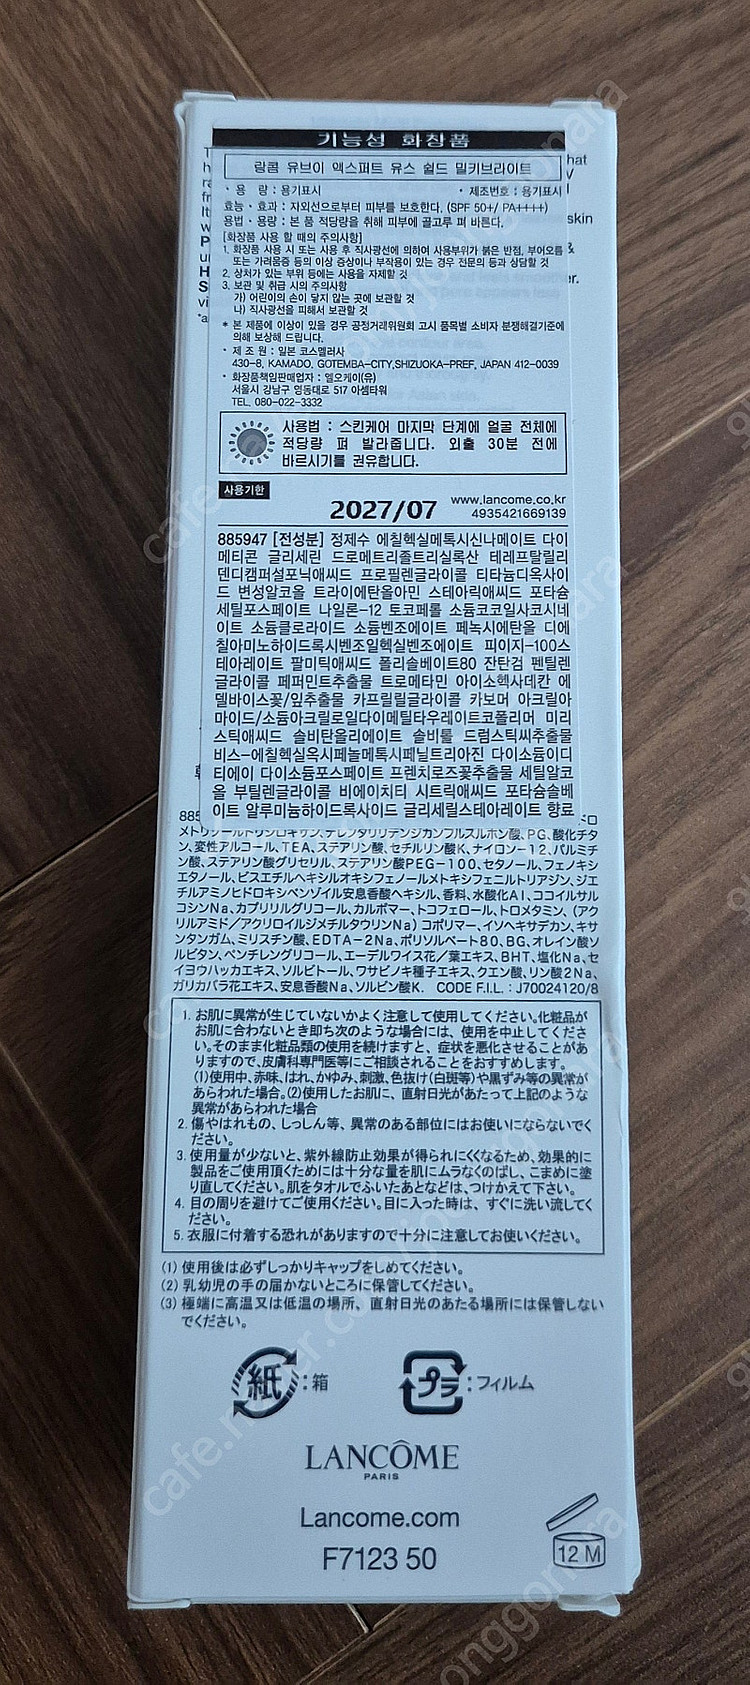 기능성 화장품
랑콤 유브이 엑스퍼트 유스 쉴드 밀키브라이트
· 용 량 : 용기표시 · 제조번호 : 용기표시
효능 · 효과 : 자외선으로부터 피부를 보호한다. (SPF 50+/ PA++++)
용법 · 용량 : 본 품 적당량을 취해 피부에 골고루 펴 바른다.
[화장품 사용 할 때의 주의사항]
1. 화장품 사용 시 또는 사용 후 직사광선에 의하여 사용부위가 붉은 반점, 부어오름
또는 가려움증 등의 이상 증상이나 부작용이 있는 경우 전문의 등과 상담할 것
2. 상처가 있는 부위 등에는 사용을 자제할 것
3. 보관 및 취급 시의 주의사항
가) 어린이의 손이 닿지 않는 곳에 보관할 것
나) 직사광선을 피해서 보관할 것
* 본 제품에 이상이 있을 경우 공정거래위원회 고시 품목별 소비자 분쟁해결기준에
의해 보상해 드립니다.
· 제 조 원 : 일본 코스멜러사
430-8, KAMADO, GOTEMBA-CITY,SHIZUOKA-PREF, JAPAN 412-0039
· 화장품책임판매업자 : 엘오케이(유)
서울시 강남구 영동대로 517 아셈타워
TEL. 080-022-3332
사용법 : 스킨케어 마지막 단계에 얼굴 전체에
적당량 펴 발라줍니다. 외출 30분 전에
바르시기를 권유합니다.
사용기한
2027/07
www.lancome.co.kr
4935421669139
885947 [전성분] 정제수 에칠헥실메톡시신나메이트 다이
메티콘 글리세린 드로메트리졸트리실록산 테레프탈릴리
덴디캠퍼설포닉애씨드 프로필렌글라이콜 티타늄디옥사이
드 변성알코올 트라이에탄올아민 스테아릭애씨드 포타슘
세틸포스페이트 나일론-12 토코페롤 소듐코코일사코시네
이트 소듐클로라이드 소듐벤조에이트 페녹시에탄올 디에
칠아미노하이드록시벤조일헥실벤조에이트 피이지-100스
테아레이트 팔미틱애씨드 폴리솔베이트80 잔탄검 펜틸렌
글라이콜 페퍼민트추출물 트로메타민 아이소헥사데칸 에
델바이스꽃/잎추출물 카프릴릴글라이콜 카보머 아크릴아
마이드/소듐아크릴로일다이메틸타우레이트코폴리머 미리
스틱애씨드 솔비탄올리에이트 솔비톨 드럼스틱씨추출물
비스-에칠헥실옥시페놀메톡시페닐트리아진 다이소듐이디
티에이 다이소듐포스페이트 프렌치로즈꽃추출물 세틸알코
올 부틸렌글라이콜 비에이치티 시트릭애씨드 포타슘솔베
이트 알루미늄하이드록사이드 글리세릴스테아레이트 향료
885
メトリゾールトリシロキサン、テレフタリリデンジカンフルスルホン酸、PG、酸化チタ
ン、変性アルコール、TEA、ステアリン酸、セチルリン酸K、ナイロン-12、パルミチ
ン酸、ステアリン酸グリセリル、ステアリン酸PEG-100、セタノール、フェノキシ
エタノール、ビスエチルヘキシルオキシフェノールメトキシフェニルトリアジン、ジエ
チルアミノヒドロキシベンゾイル安息香酸ヘキシル、香料、水酸化Al、ココイルサル
コシンNa、カプリリルグリコール、カルボマー、トコフェロール、トロメタミン、(アク
リルアミド/アクリロイルジメチルタウリンNa) コポリマー、イソヘキサデカン、キサ
ンタンガム、ミリスチン酸、EDTA-2Na、ポリソルベート80、BG、オレイン酸ソ
ルビタン、ペンチレングリコール、エーデルワイス花/葉エキス、BHT、塩化Na、セ
イヨウハッカエキス、ソルビトール、ワサビノキ種子エキス、クエン酸、リン酸2Na、
ガリカバラ花エキス、安息香酸Na、ソルビン酸K. CODE F.I.L. : J70024120/8
1. お肌に異常が生じていないかよく注意して使用してください。化粧品が
お肌に合わないとき即ち次のような場合には、使用を中止してくださ
い。そのまま化粧品類の使用を続けますと、症状を悪化させることがあ
りますので、皮膚科専門医等にご相談されることをおすすめします。
(1)使用中、赤味、はれ、かゆみ、刺激、色抜け(白斑等)や黒ずみ等の異常が
あらわれた場合。(2)使用したお肌に、直射日光があたって上記のような
異常があらわれた場合
2. 傷やはれもの、しっしん等、異常のある部位にはお使いにならないでく
ださい。
3. 使用量が少ないと、紫外線防止効果が得られにくくなるため、効果的に
製品をご使用頂くためには十分な量を肌にムラなくのばし、こまめに塗
り直してください。肌をタオルでふいたあとなどは、つけかえて下さい。
4. 目の周りを避けてご使用ください。目に入った時は、すぐに洗い流してく
ださい。
5. 衣服に付着する恐れがありますので十分に注意してお使いください。
(1) 使用後は必ずしっかりキャップをしめてください。
(2) 乳幼児の手の届かないところに保管してください。
(3) 極端に高温又は低温の場所、直射日光のあたる場所には保管しない
でください。
紙 : 箱 プラ : フィルム
LANCÔME
PARIS
Lancome.com
F7123 50
12 M